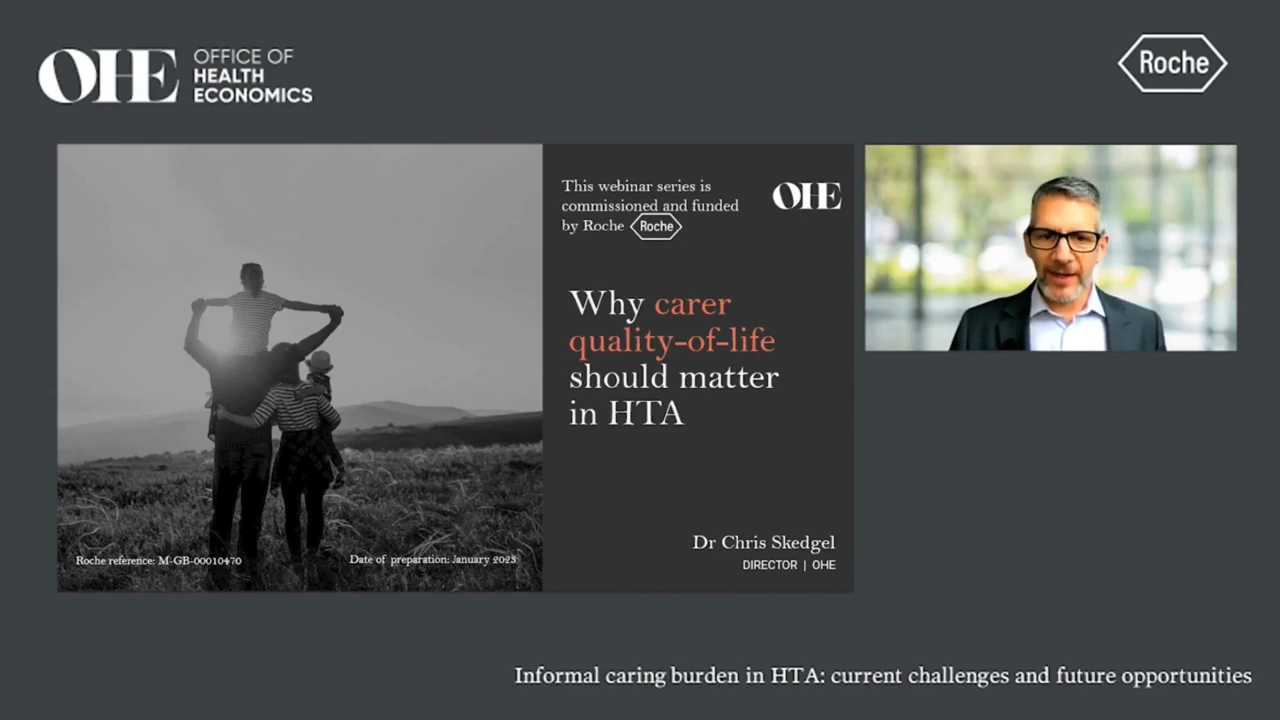 OHE
OFFICE OF
HEALTH
ECONOMICS
Roche
This webinar series is
commissioned and funded
by Roche Roche
OHE
Why carer
quality-of-life
should matter
in HTA
Roche reference: M-GB-00010470
Date of preparation: January 2023
Dr Chris Skedgel
DIRECTOR | OHE
Informal caring burden in HTA: current challenges and future opportunities